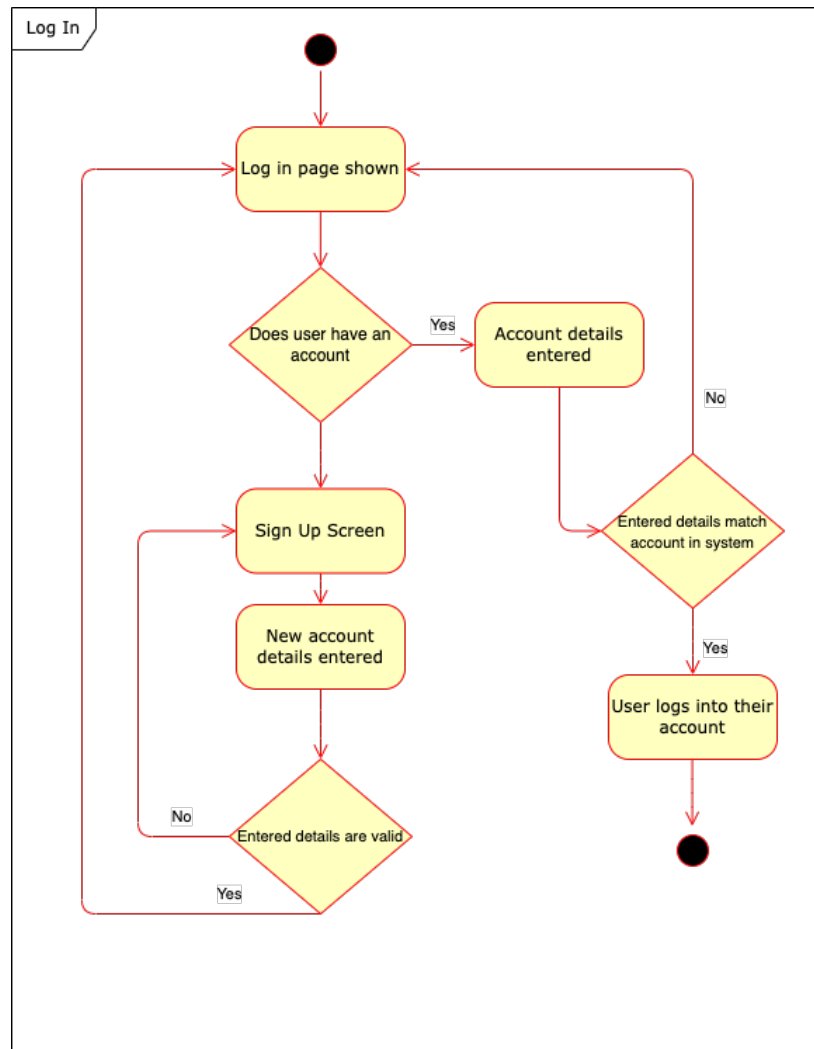 Log In
Log in page shown
Does user have an
account
Yes
Account details
entered
No
Entered details match
account in system
Sign Up Screen
New account
details entered
Yes
User logs into their
account
No
Entered details are valid
Yes